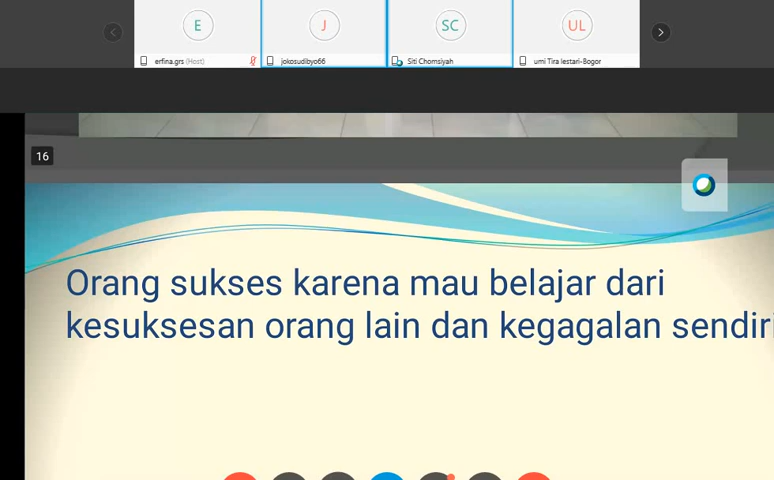 E
J
SC
UL
erfina.grs (Host)
jokosudibyo66
Siti Chomsiyah
umi Tira lestari-Bogor
16
Orang sukses karena mau belajar dari
kesuksesan orang lain dan kegagalan sendiri